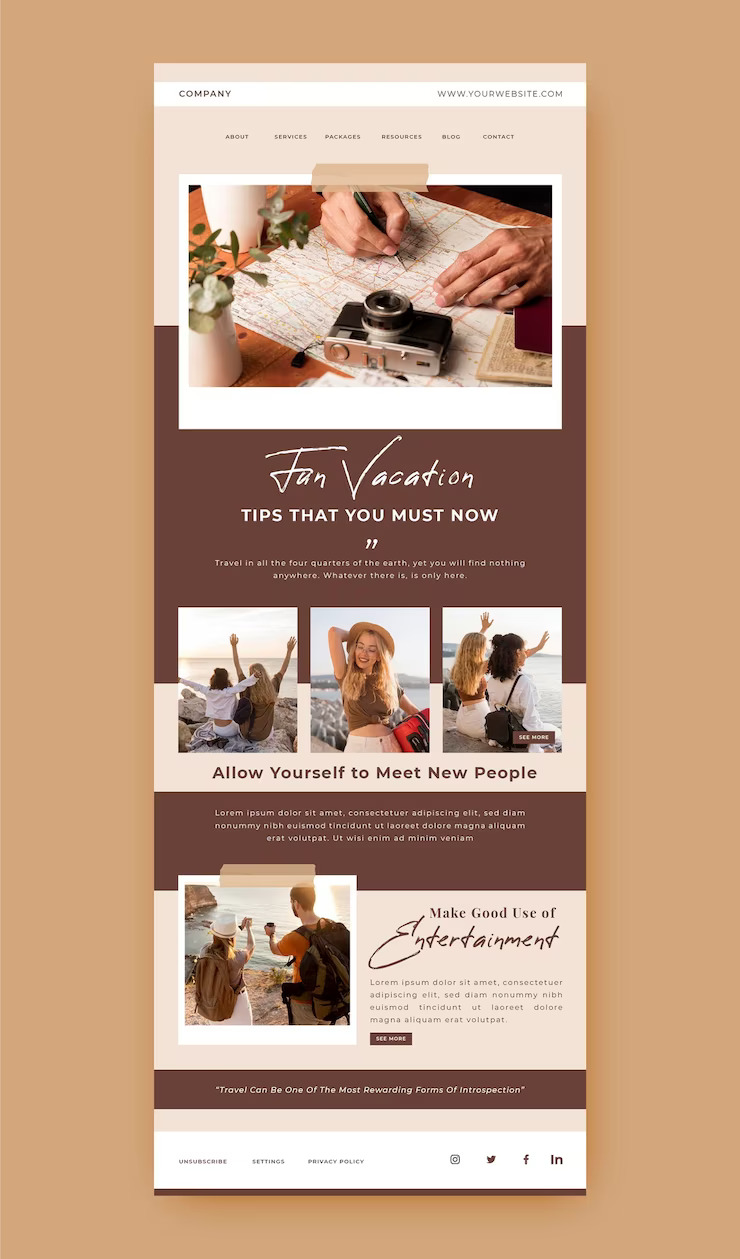 COMPANY
WWW.YOURWEBSITE.COM
ABOUT SERVICES PACKAGES RESOURCES BLOG CONTACT
Fun Vacation
TIPS THAT YOU MUST NOW
”
Travel in all the four quarters of the earth, yet you will find nothing
anywhere. Whatever there is, is only here.
SEE MORE
Allow Yourself to Meet New People
Lorem ipsum dolor sit amet, consectetuer adipiscing elit, sed diam
nonummy nibh euismod tincidunt ut laoreet dolore magna aliquam
erat volutpat. Ut wisi enim ad minim veniam
Make Good Use of
Entertainment
Lorem ipsum dolor sit amet, consectetuer
adipiscing elit, sed diam nonummy nibh
euismod tincidunt ut laoreet dolore
magna aliquam erat volutpat.
SEE MORE
“Travel Can Be One Of The Most Rewarding Forms Of Introspection”
UNSUBSCRIBE SETTINGS PRIVACY POLICY
in